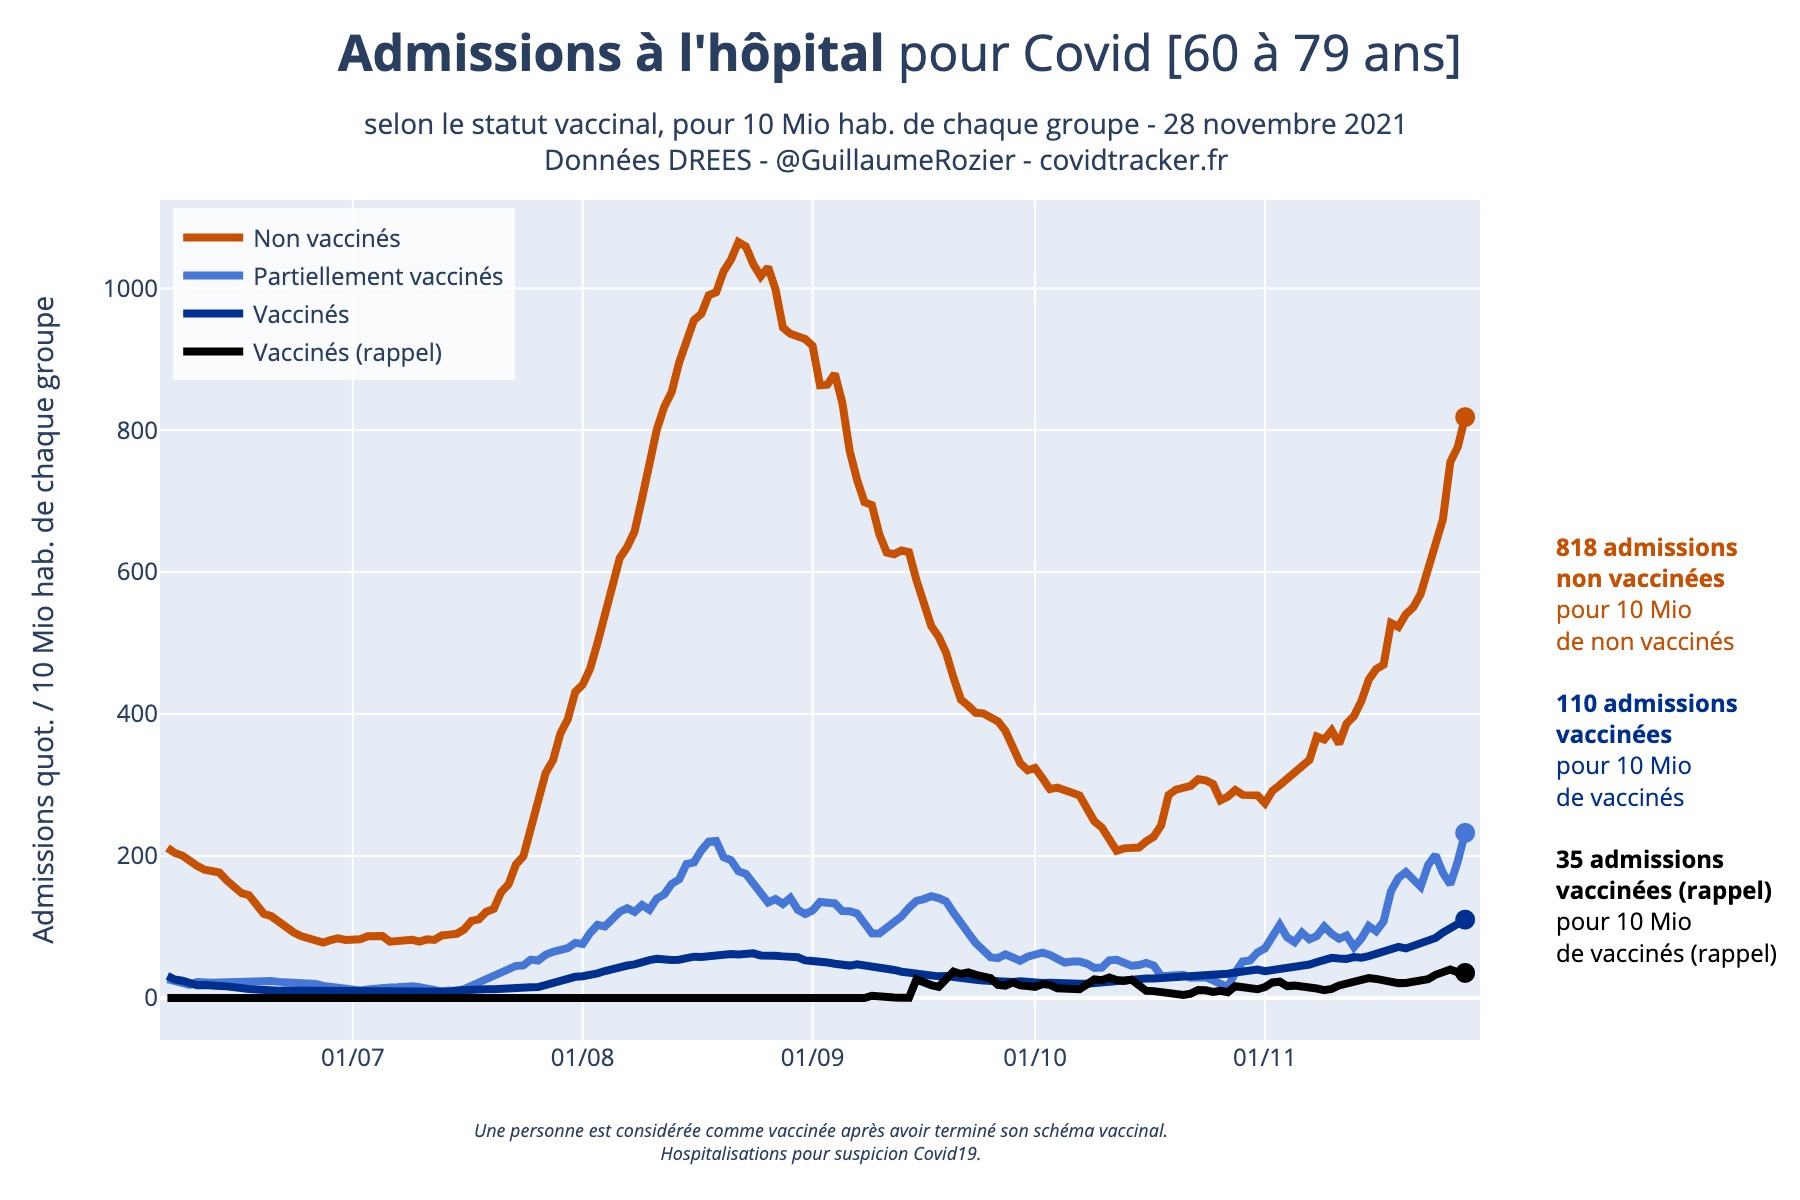 Admissions à l'hôpital pour Covid [60 à 79 ans]
selon le statut vaccinal, pour 10 Mio hab. de chaque groupe - 28 novembre 2021
Données DREES - @GuillaumeRozier - covidtracker.fr
Non vaccinés
Partiellement vaccinés
Vaccinés
Vaccinés (rappel)
Admissions quot. / 10 Mio hab. de chaque groupe
1000
800
600
400
200
0
01/07
01/08
01/09
01/10
01/11
818 admissions
non vaccinées
pour 10 Mio
de non vaccinés
110 admissions
vaccinées
pour 10 Mio
de vaccinés
35 admissions
vaccinées (rappel)
pour 10 Mio
de vaccinés (rappel)
Une personne est considérée comme vaccinée après avoir terminé son schéma vaccinal.
Hospitalisations pour suspicion Covid19.